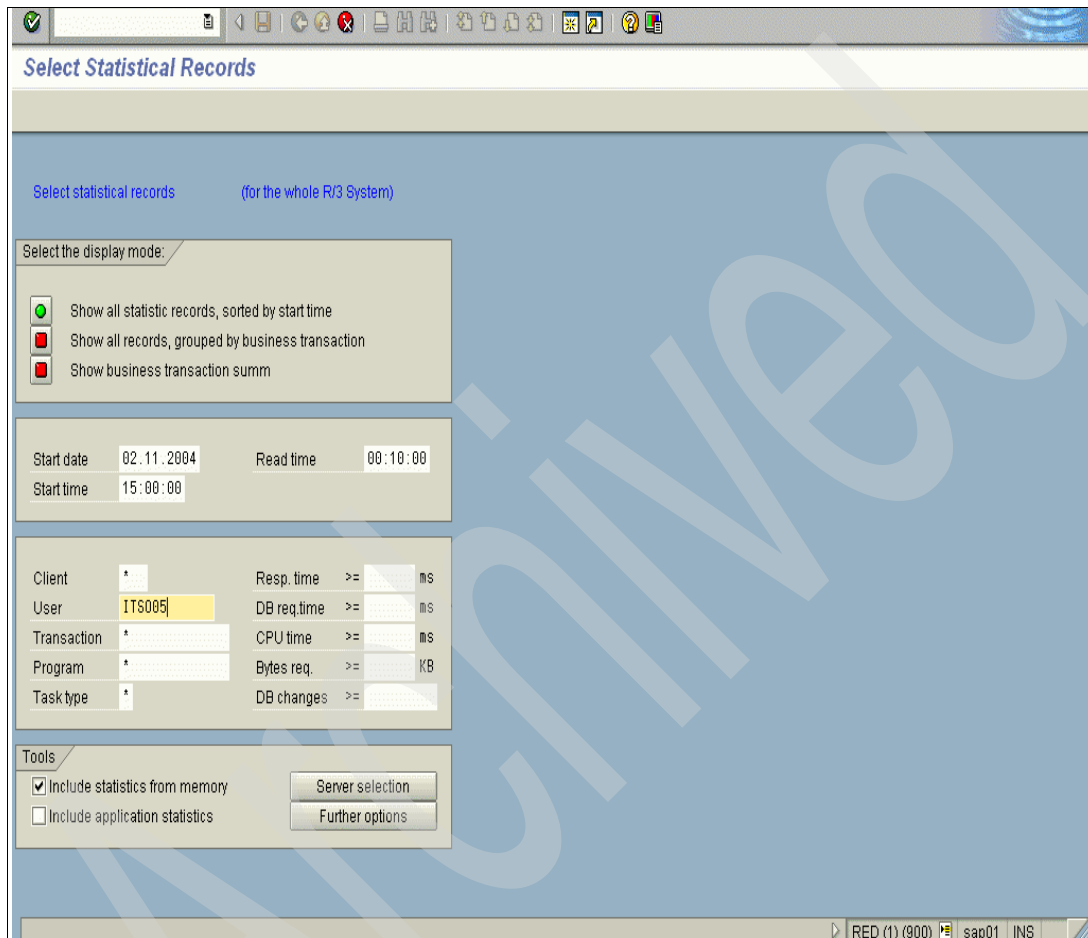 Select Statistical Records
Select statistical records (for the whole R/3 System)
Select the display mode:
Show all statistic records, sorted by start time
Show all records, grouped by business transaction
Show business transaction summ
Start date 02.11.2004 Read time 00:10:00
Start time 15:00:00
Client * Resp. time >= ms
User ITSO05 DB req.time >= ms
Transaction * CPU time >= ms
Program * Bytes req. >= KB
Task type * DB changes >=
Tools
Include statistics from memory Server selection
Include application statistics Further options
RED (1) (900) sap01 INS
Archived